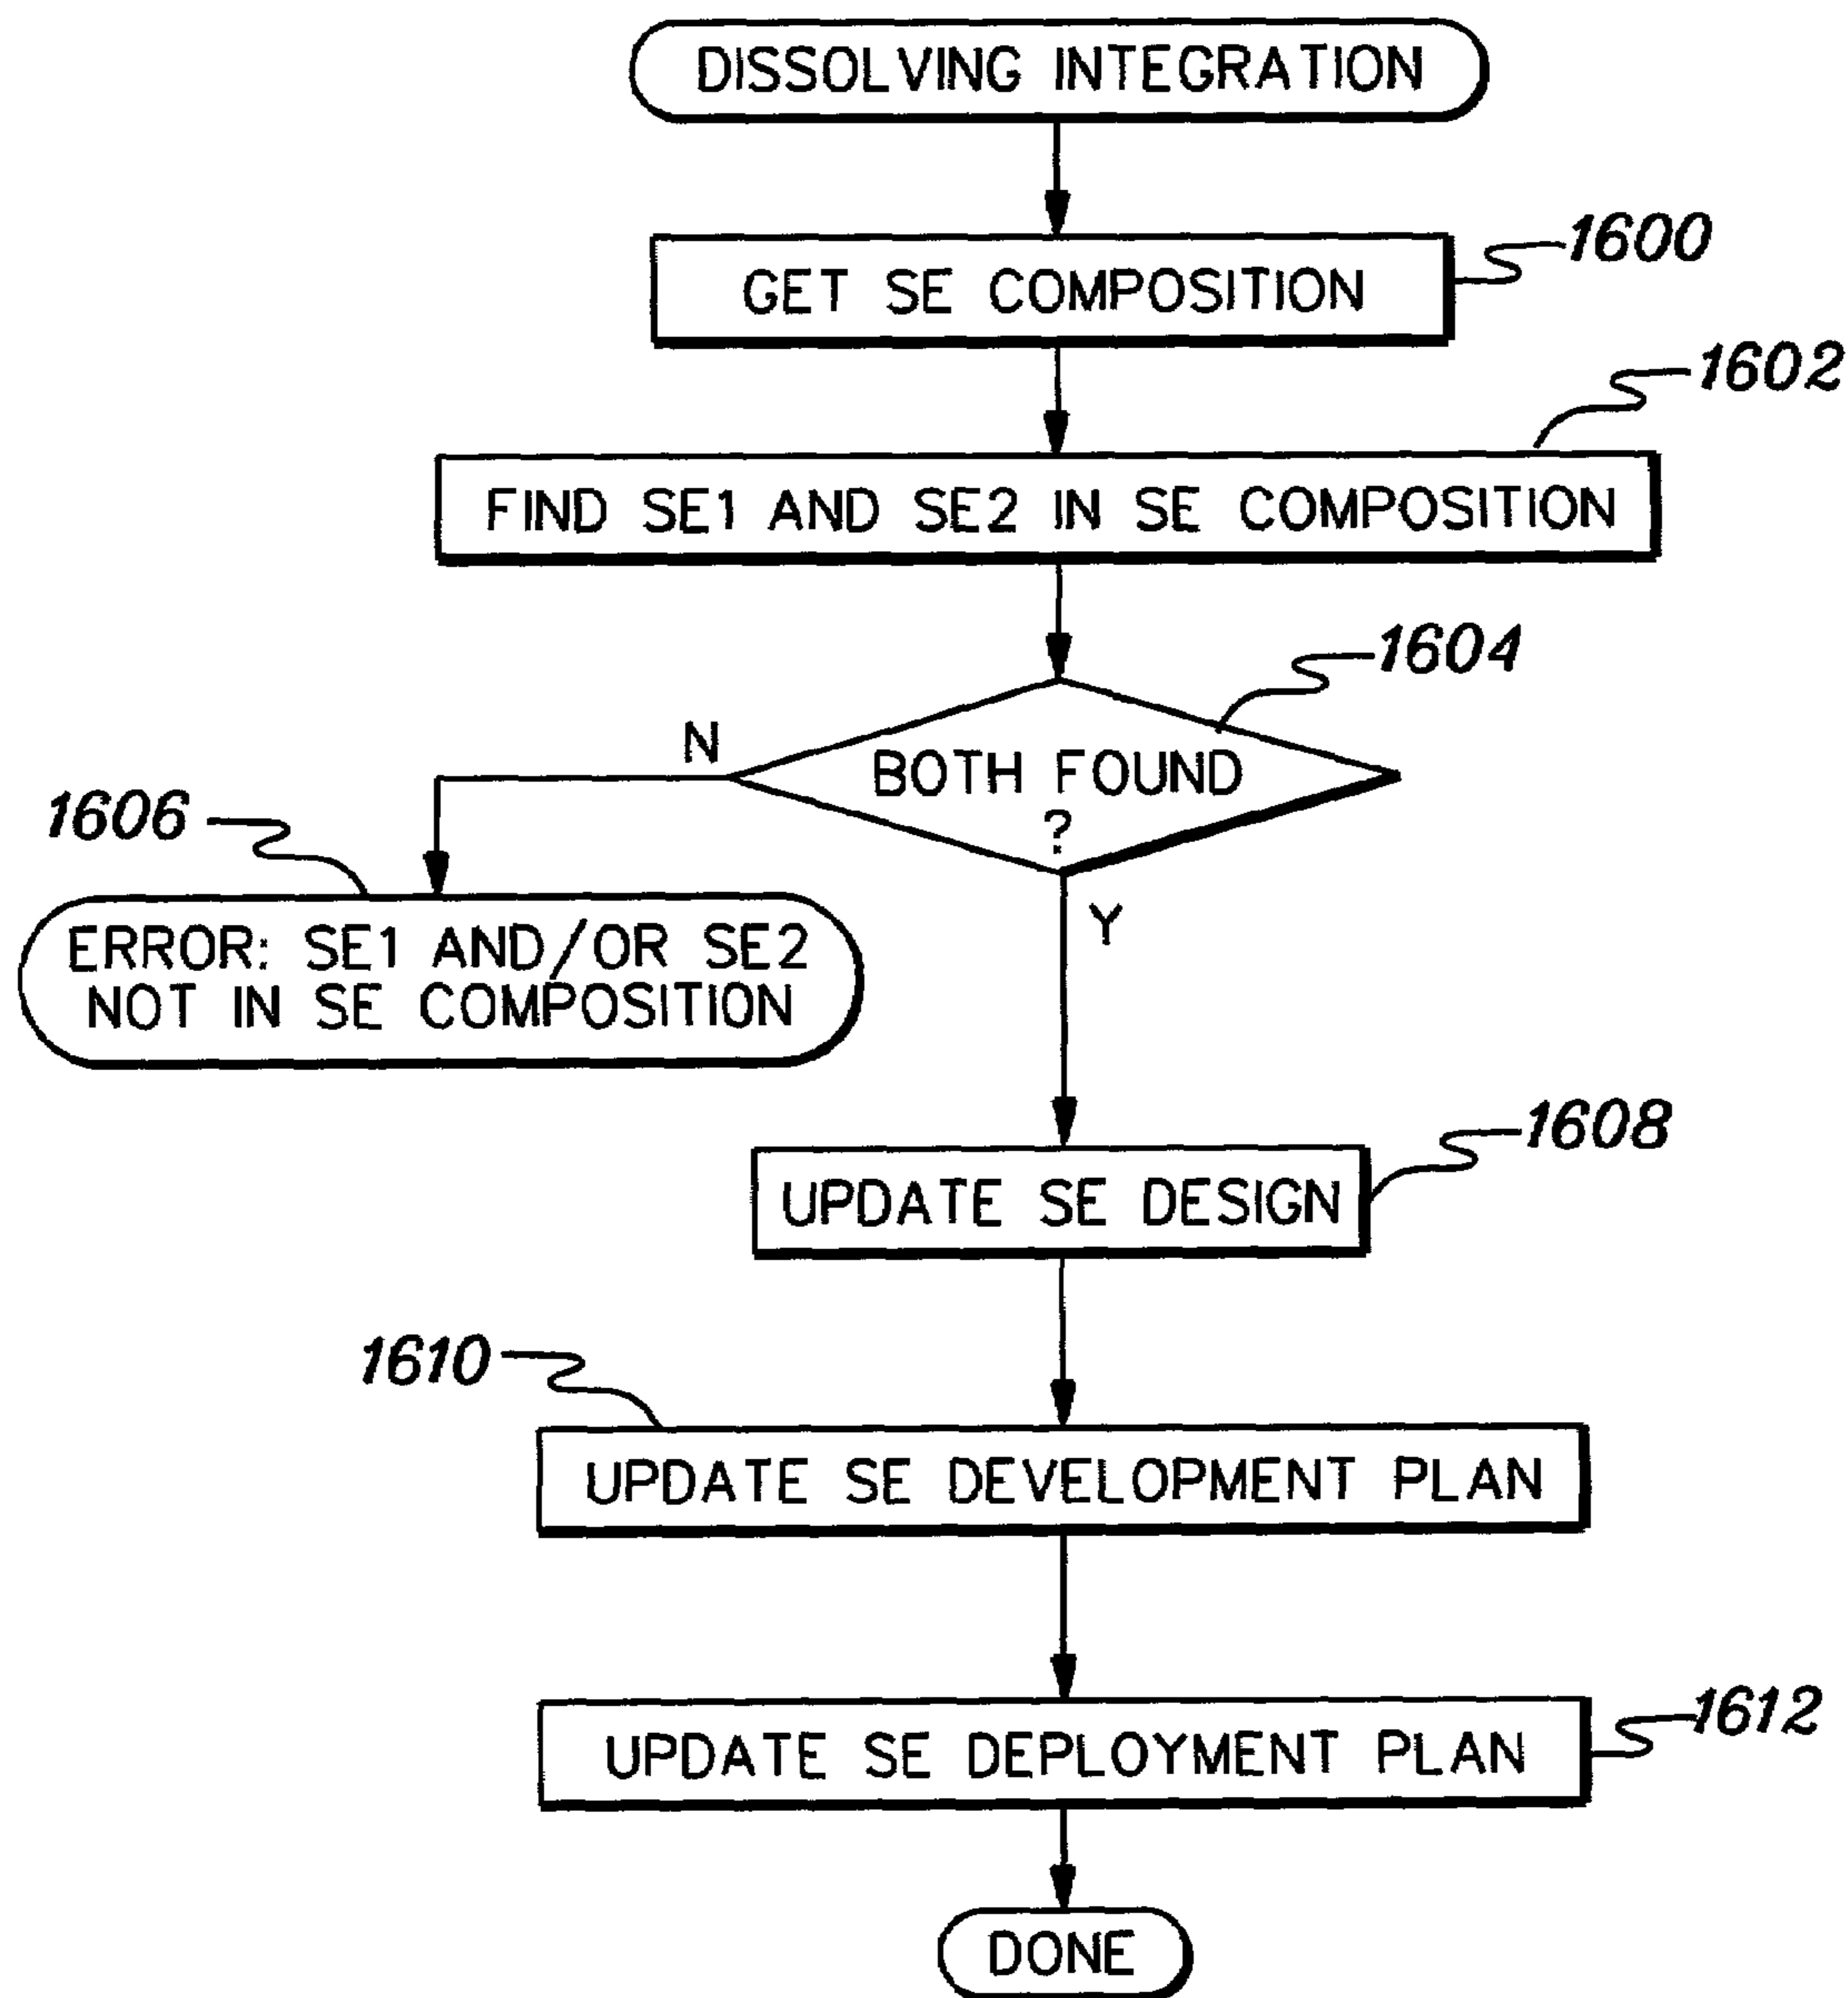 DISSOLVING INTEGRATION
1600
GET SE COMPOSITION
1602
FIND SE1 AND SE2 IN SE COMPOSITION
1604
N
BOTH FOUND
?
1606
Y
ERROR: SE1 AND/OR SE2
NOT IN SE COMPOSITION
1608
UPDATE SE DESIGN
1610
UPDATE SE DEVELOPMENT PLAN
1612
UPDATE SE DEPLOYMENT PLAN
DONE